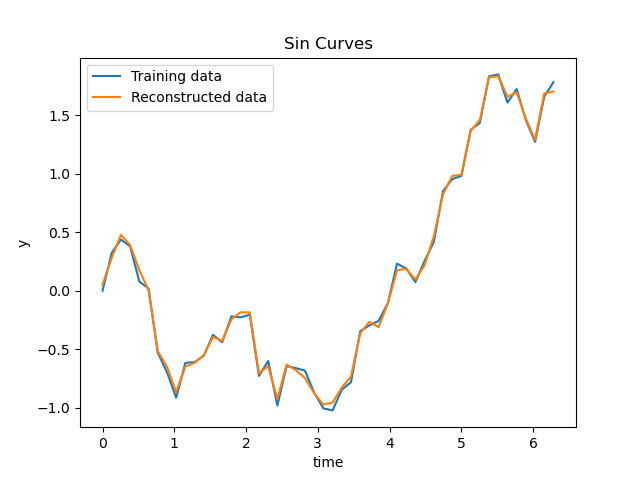 Sin Curves
Training data
Reconstructed data
1.5
1.0
0.5
0.0
−0.5
−1.0
y
0 1 2 3 4 5 6
time